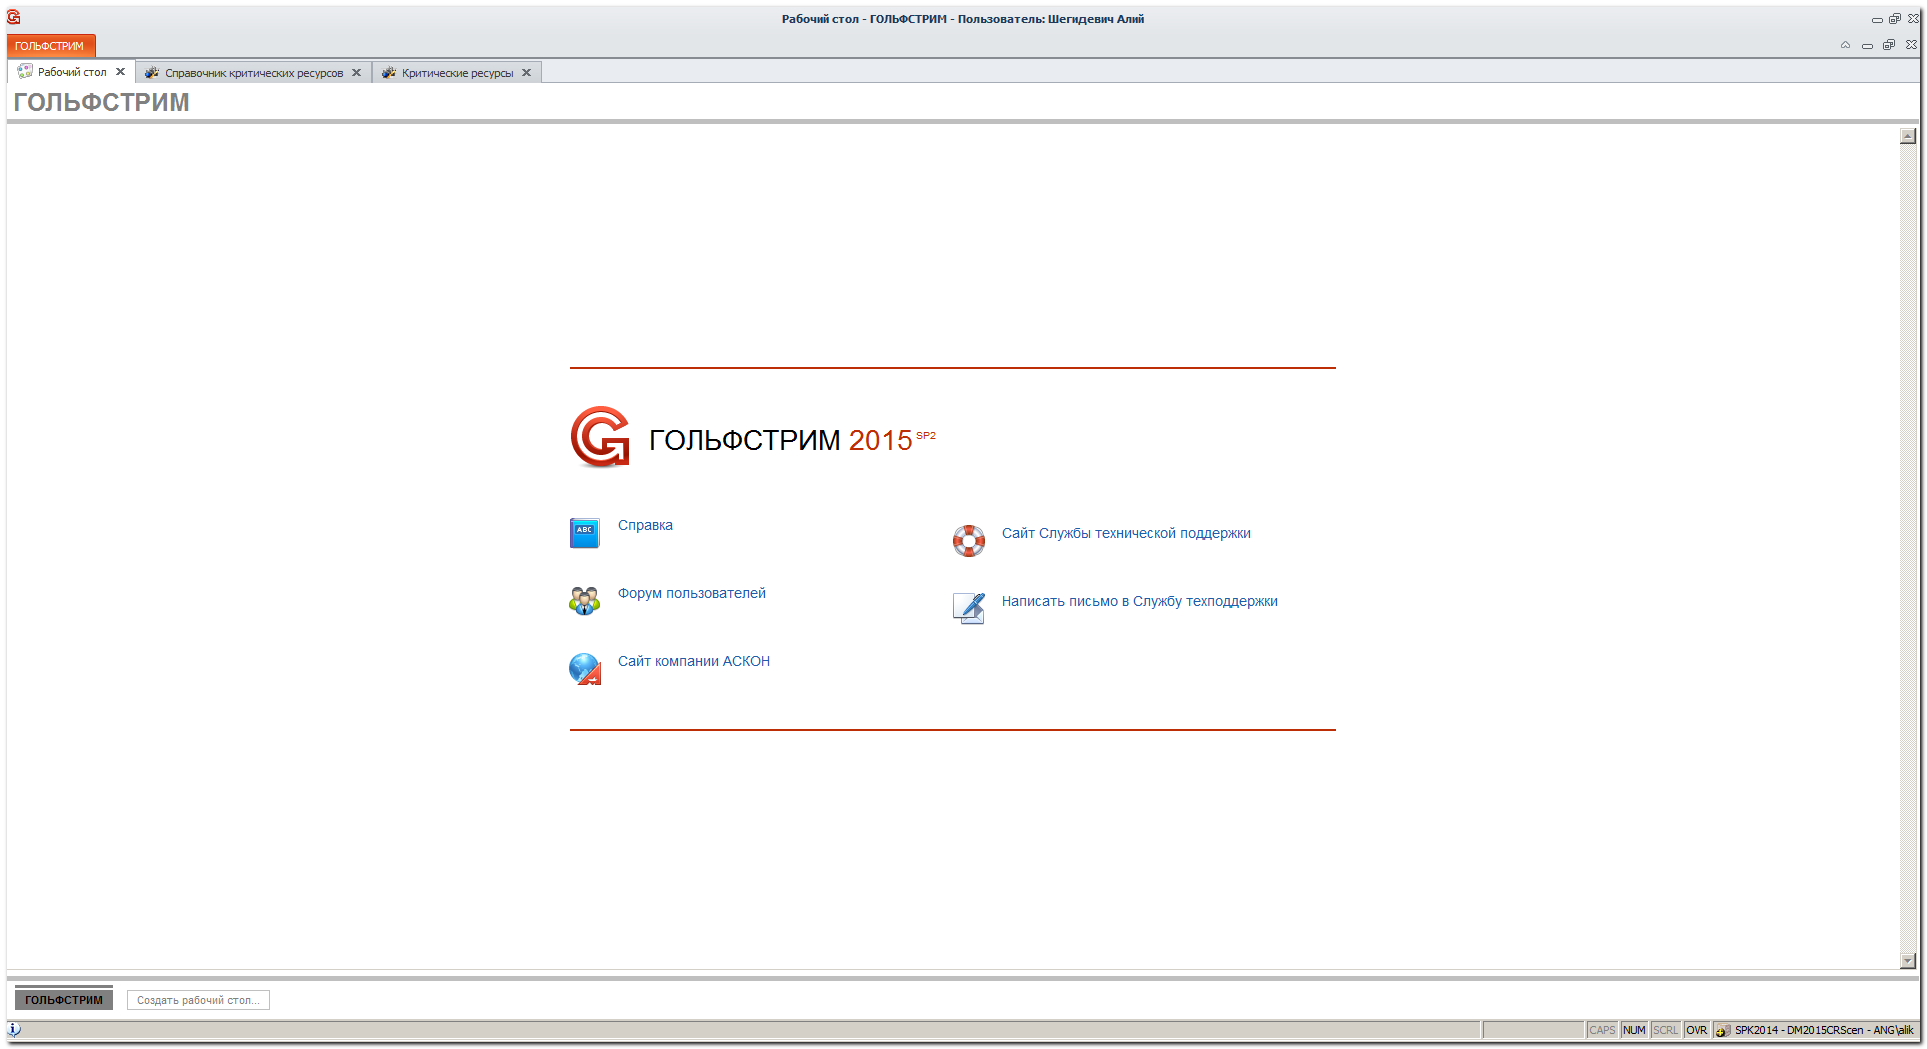 Рабочий стол - ГОЛЬФСТРИМ - Пользователь: Шегидевич Алий
ГОЛЬФСТРИМ
Рабочий стол
Справочник критических ресурсов
Критические ресурсы
ГОЛЬФСТРИМ
ГОЛЬФСТРИМ 2015 SP2
ABC
Справка
Сайт Службы технической поддержки
Форум пользователей
Написать письмо в Службу техподдержки
Сайт компании АСКОН
ГОЛЬФСТРИМ
Создать рабочий стол...
CAPS NUM SCRL OVR SPK2014 - DM2015CRScen - ANG\alik